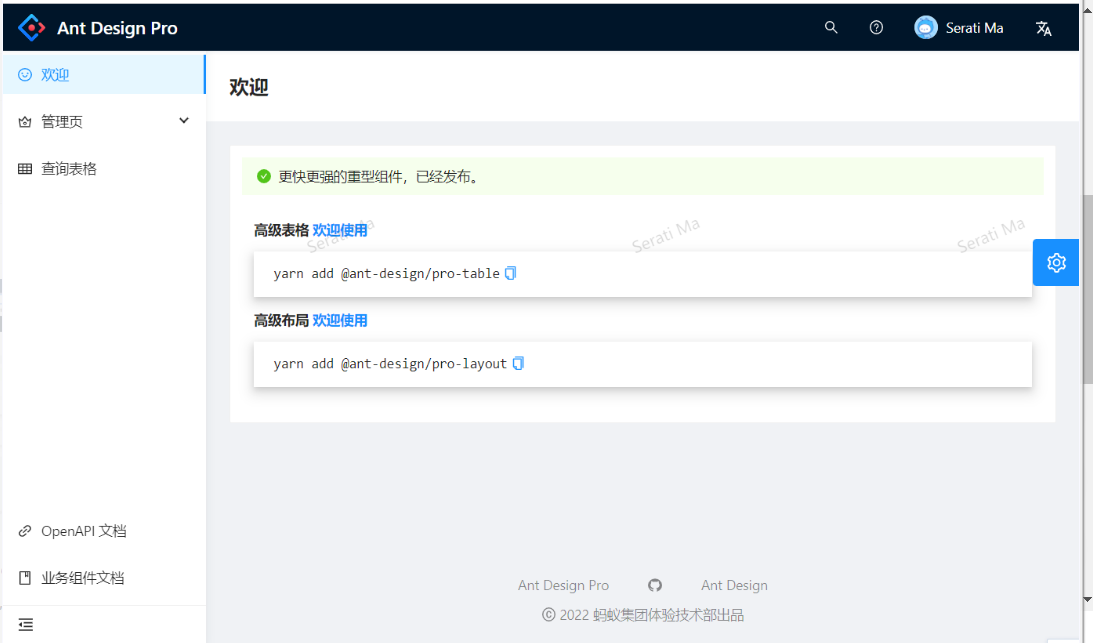 Ant Design Pro
Serati Ma
欢迎
管理页
查询表格
欢迎
更快更强的重型组件，已经发布。
高级表格 欢迎使用
Serati Ma
Serati Ma
Serati Ma
yarn add @ant-design/pro-table
高级布局 欢迎使用
yarn add @ant-design/pro-layout
OpenAPI 文档
业务组件文档
Ant Design Pro
Ant Design
© 2022 蚂蚁集团体验技术部出品